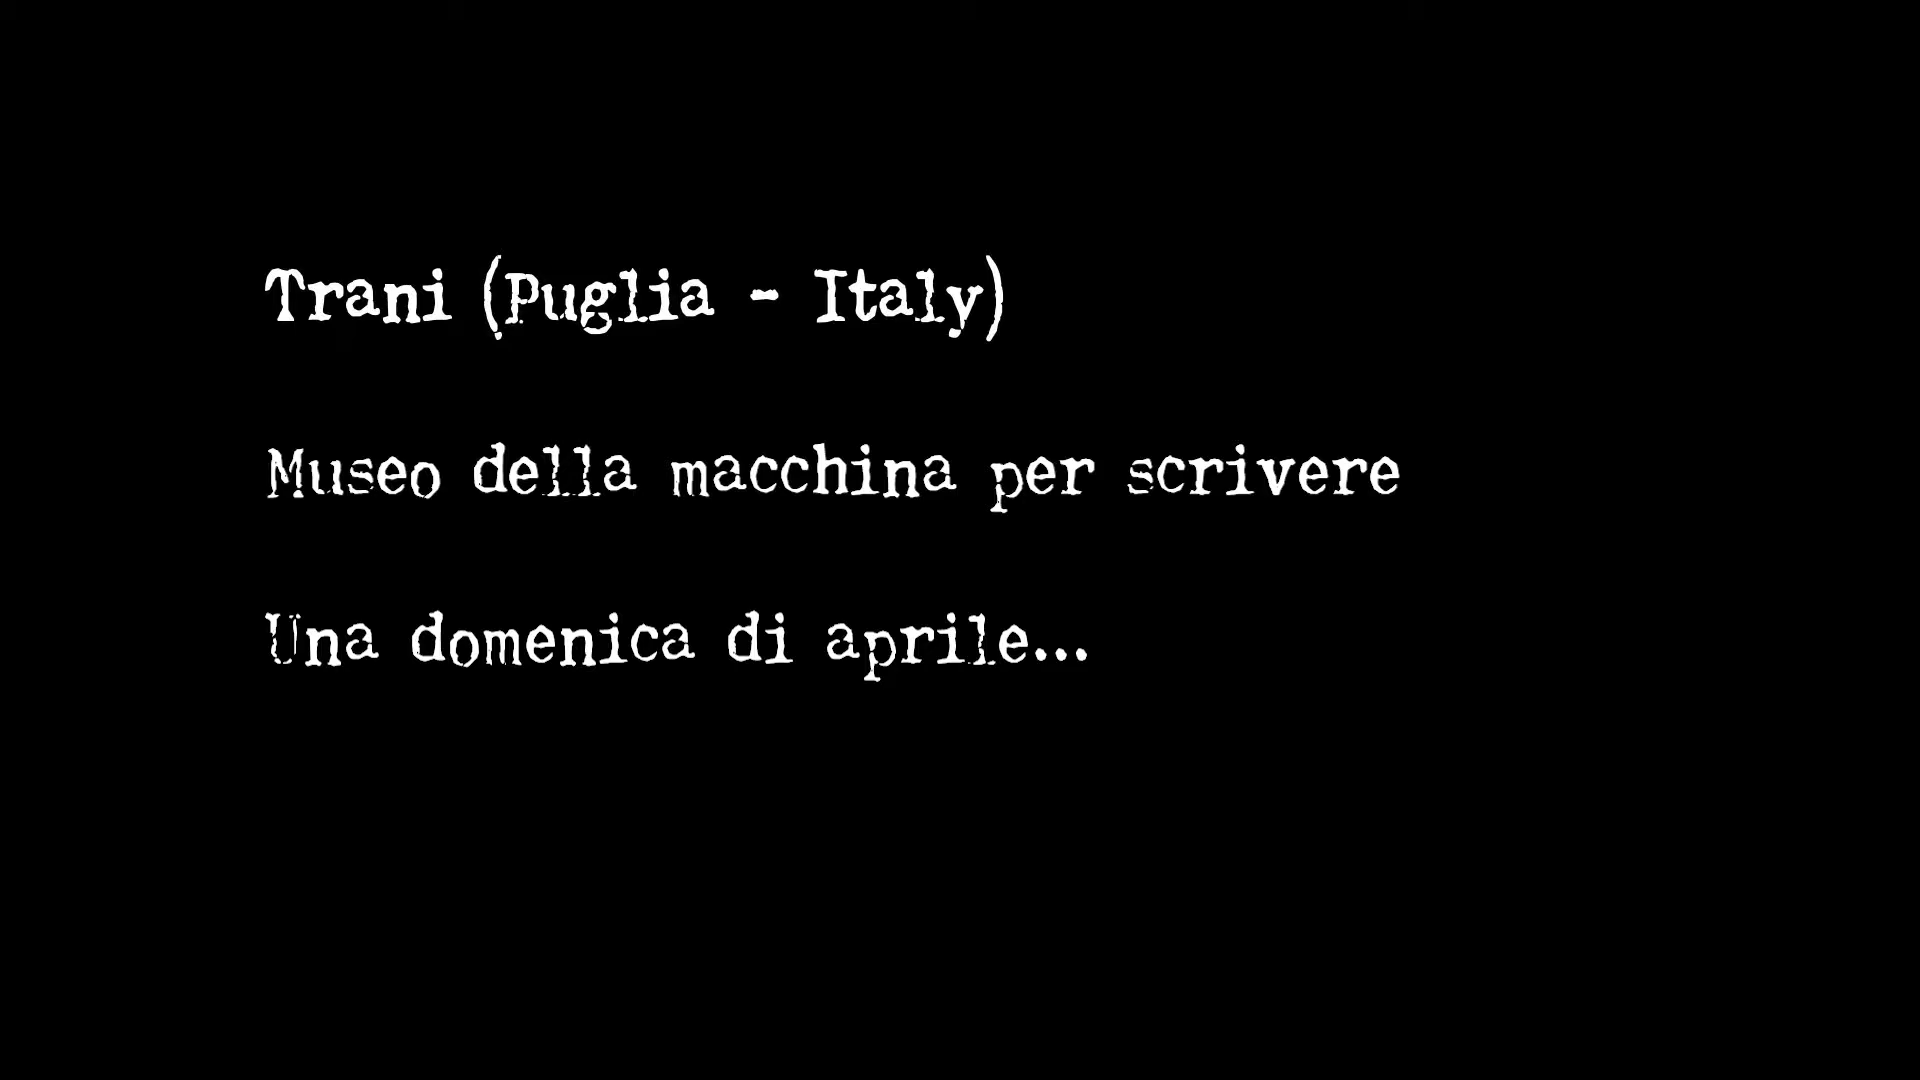 Trani (Puglia - Italy)
Museo della macchina per scrivere
Una domenica di aprile...